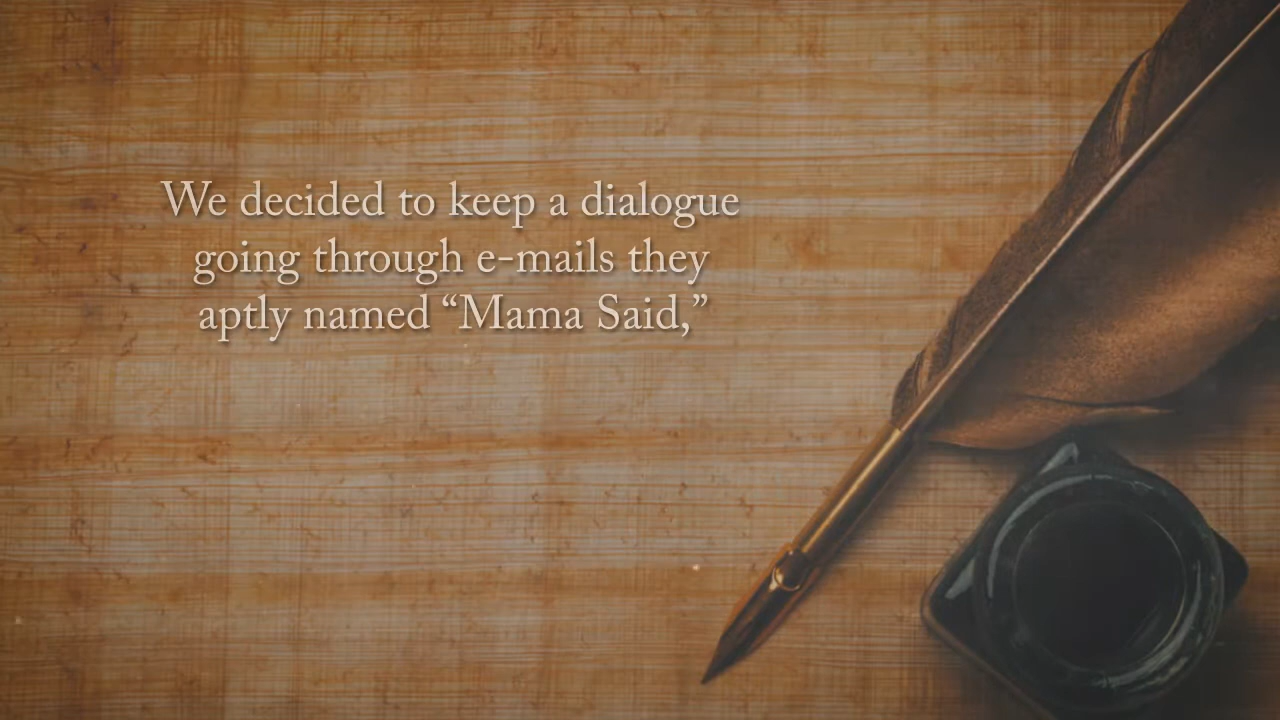 We decided to keep a dialogue
going through e-mails they
aptly named “Mama Said,”